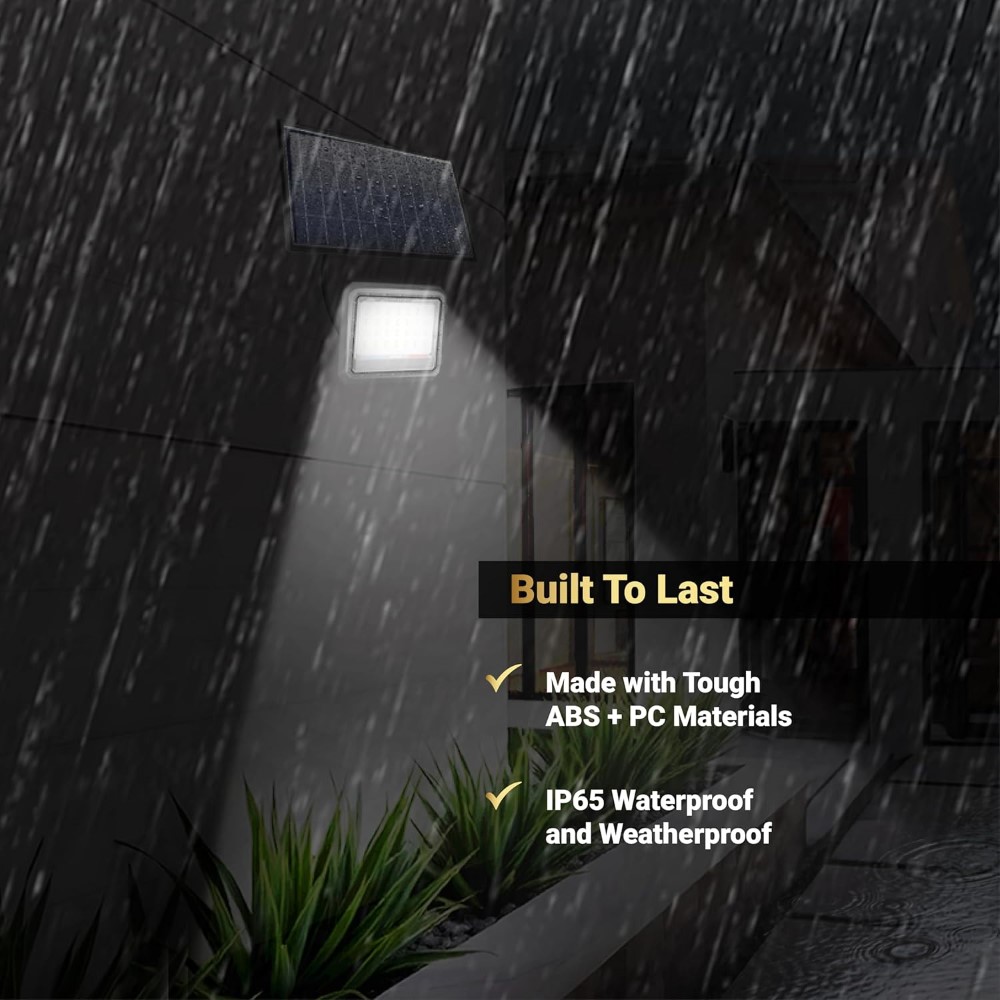 Built To Last
Made with Tough
ABS + PC Materials
IP65 Waterproof
and Weatherproof